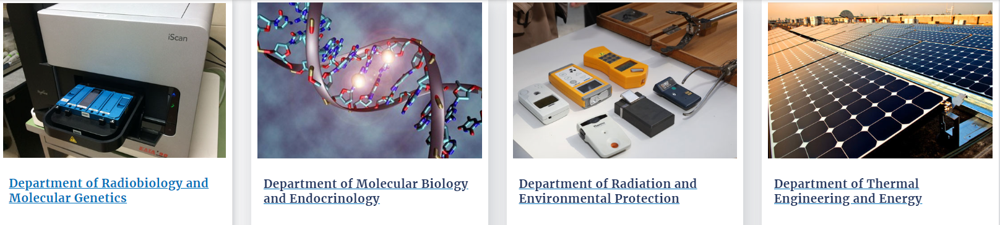 iScan
Thermo
Department of Radiobiology and
Molecular Genetics
Department of Molecular Biology
and Endocrinology
Department of Radiation and
Environmental Protection
Department of Thermal
Engineering and Energy